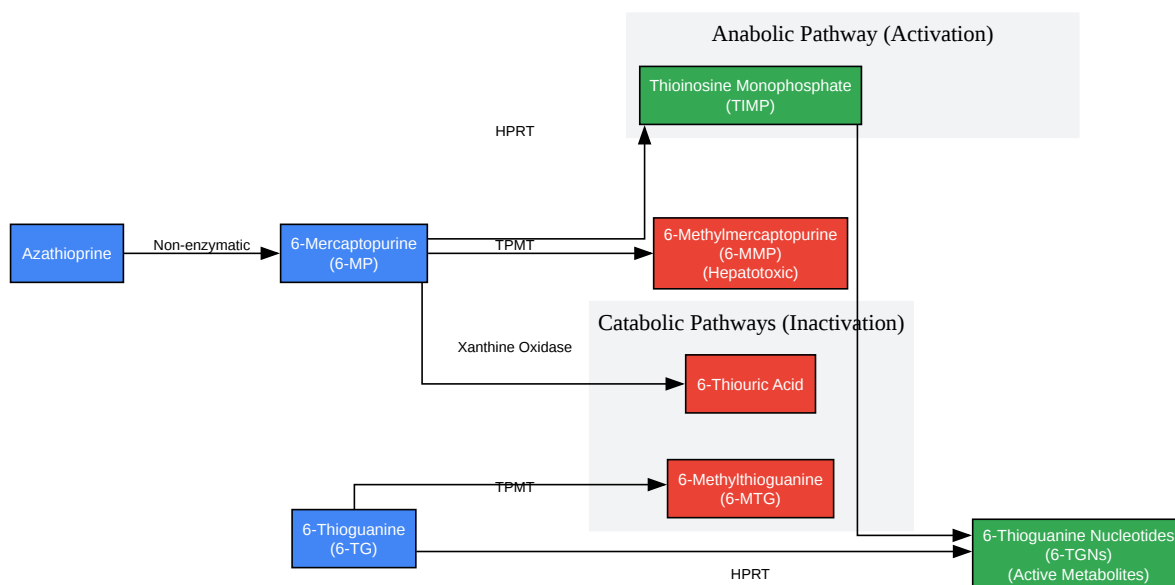 Anabolic Pathway (Activation)
Thioinosine Monophosphate
(TIMP)
HPRT
Azathioprine
Non-enzymatic
6-Mercaptopurine
(6-MP)
TPMT
6-Methylmercaptopurine
(6-MMP)
(Hepatotoxic)
Catabolic Pathways (Inactivation)
Xanthine Oxidase
6-Thiouric Acid
TPMT
6-Methylthioguanine
(6-MTG)
6-Thioguanine
(6-TG)
6-Thioguanine Nucleotides
(6-TGNs)
(Active Metabolites)
HPRT